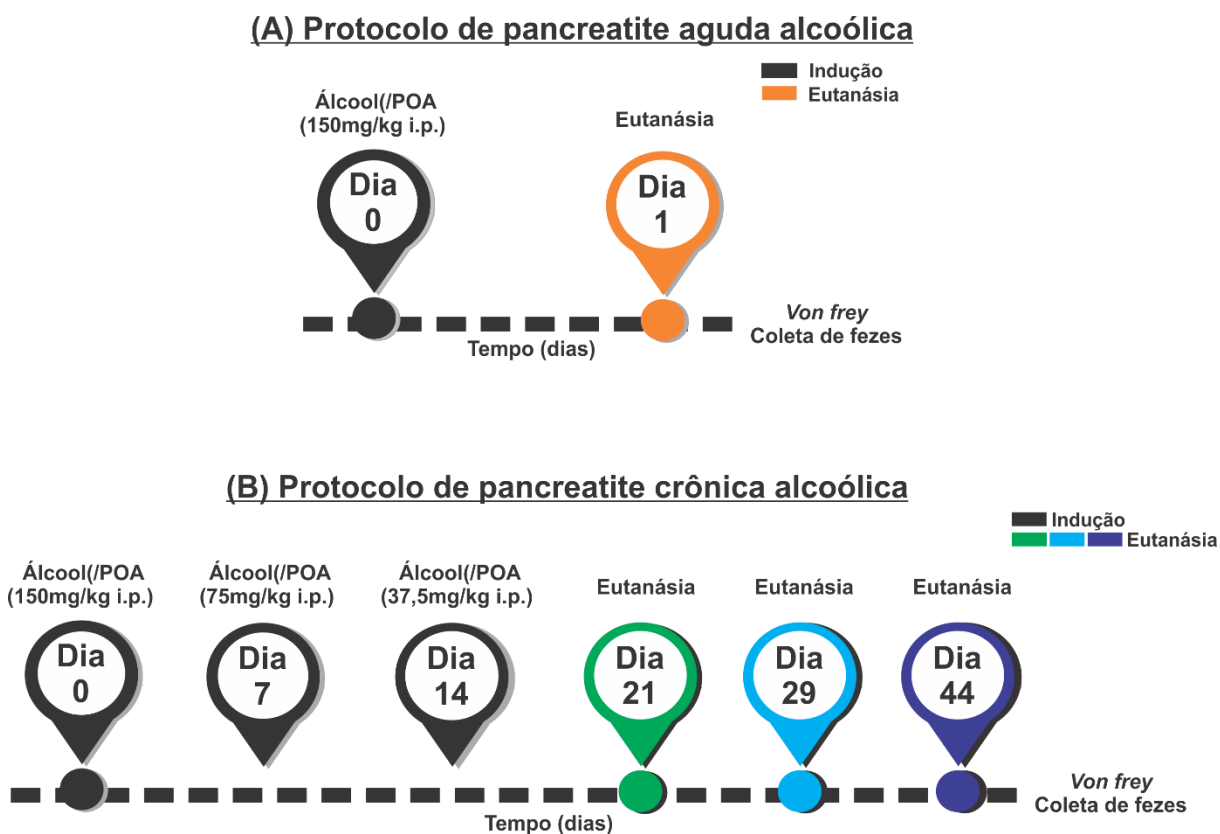 (A) Protocolo de pancreatite aguda alcoólica
Indução
Eutanásia
Álcool(/POA
(150mg/kg i.p.)
Eutanásia
Dia
0
Dia
1
Von frey
Coleta de fezes
Tempo (dias)
(B) Protocolo de pancreatite crônica alcoólica
Indução
Eutanásia
Álcool(/POA
(150mg/kg i.p.)
Álcool(/POA
(75mg/kg i.p.)
Álcool(/POA
(37,5mg/kg i.p.)
Eutanásia
Eutanásia
Eutanásia
Dia
0
Dia
7
Dia
14
Dia
21
Dia
29
Dia
44
Von frey
Coleta de fezes
Tempo (dias)